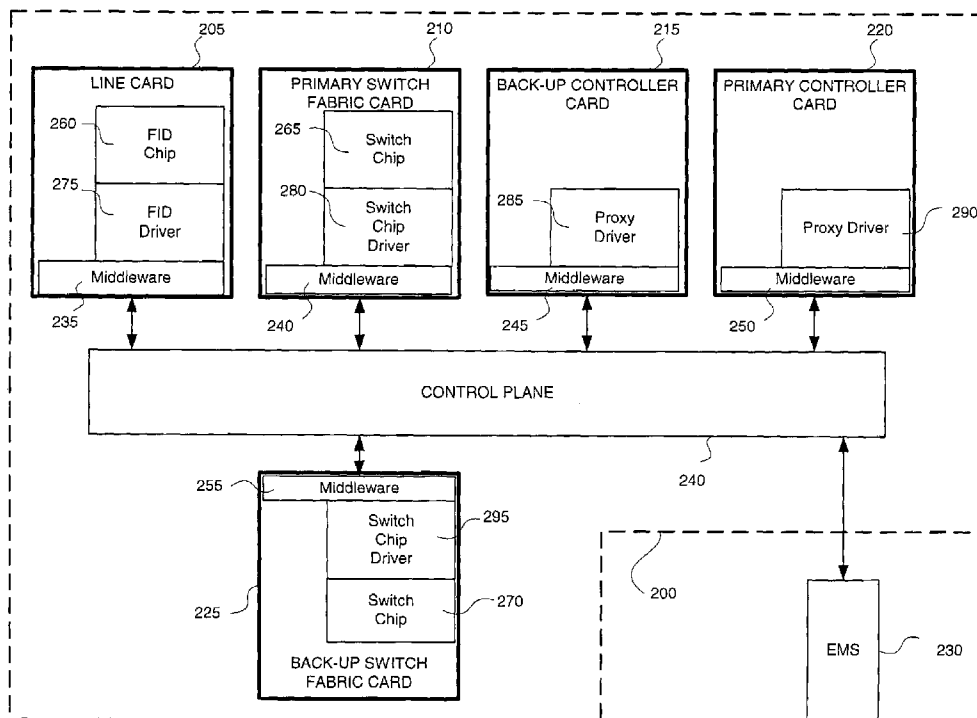 205
210
215
220
LINE CARD
PRIMARY SWITCH
FABRIC CARD
BACK-UP CONTROLLER
CARD
PRIMARY CONTROLLER
CARD
260
FID
Chip
265
Switch
Chip
275
FID
Driver
280
Switch
Chip
Driver
285
Proxy
Driver
Proxy Driver
290
Middleware
Middleware
Middleware
Middleware
235
240
245
250
CONTROL PLANE
240
255
Middleware
Switch
Chip
Driver
295
225
Switch
Chip
270
BACK-UP SWITCH
FABRIC CARD
200
EMS
230